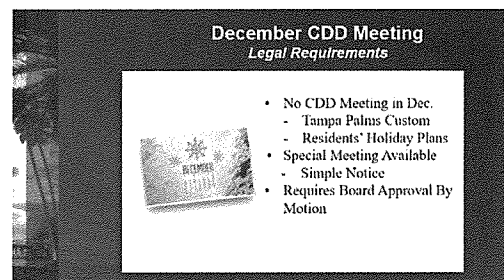 December CDD Meeting
Legal Requirements
• No CDD Meeting in Dec.
- Tampa Palms Custom
- Residents' Holiday Plans
• Special Meeting Available
- Simple Notice
• Requires Board Approval By
Motion
DECEMBER